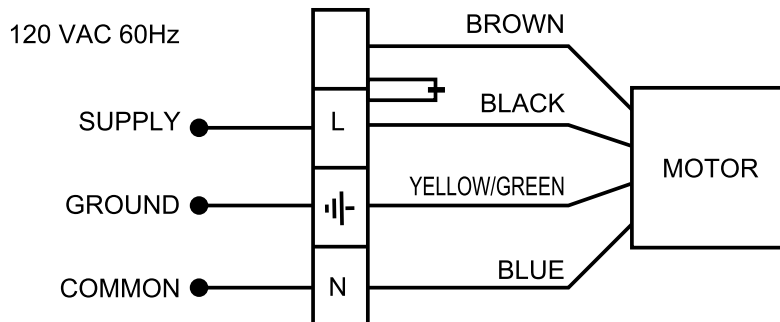 120 VAC 60Hz
BROWN
SUPPLY
L
BLACK
MOTOR
GROUND
YELLOW/GREEN
COMMON
N
BLUE